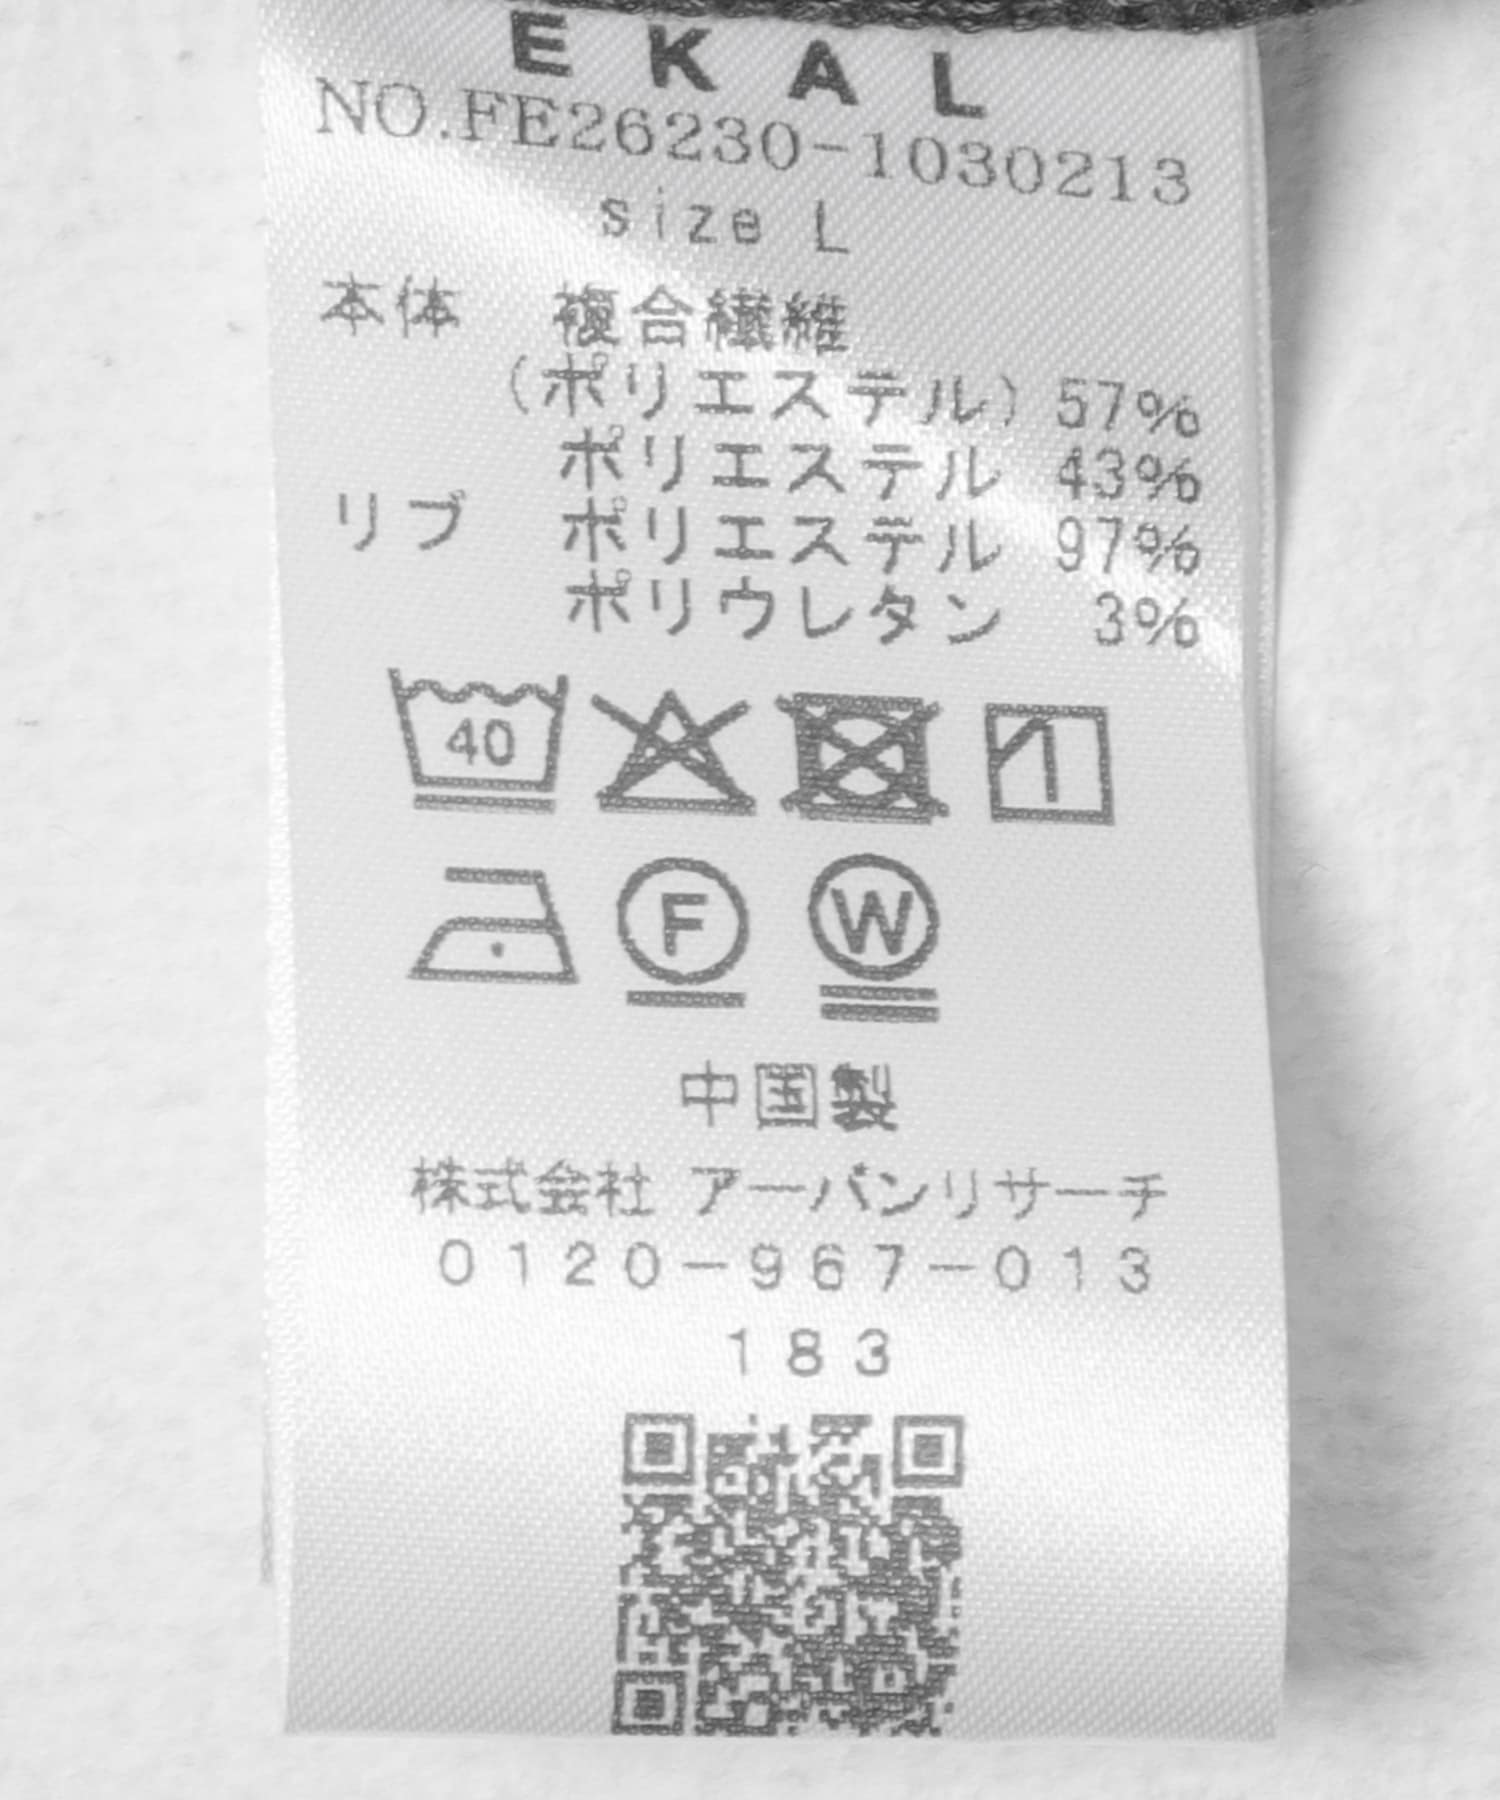 EKAL
NO.FE26230-1030213
size L
本体 複合繊維
(ポリエステル) 57%
ポリエステル 43%
リブ ポリエステル 97%
ポリウレタン 3%
40
F W
中国製
株式会社 アーバンリサーチ
0120-967-013
183